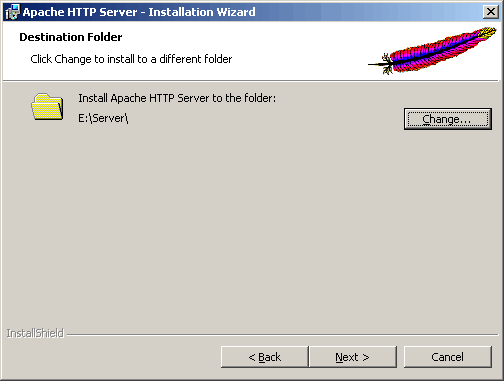 Apache HTTP Server - Installation Wizard
Destination Folder
Click Change to install to a different folder
Install Apache HTTP Server to the folder:
E:\Server\
Change...
InstallShield
< Back
Next >
Cancel